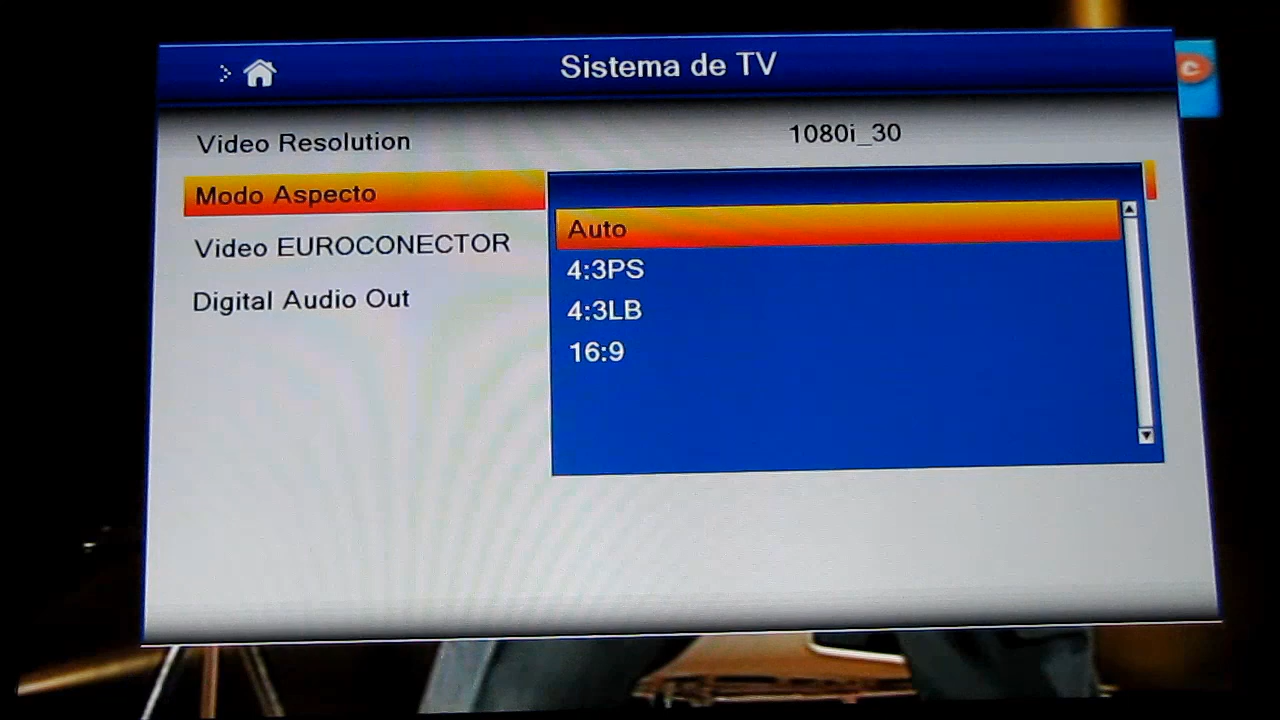 Sistema de TV
Video Resolution 1080i_30
Modo Aspecto
Auto
Video EUROCONECTOR
4:3PS
Digital Audio Out
4:3LB
16:9
c